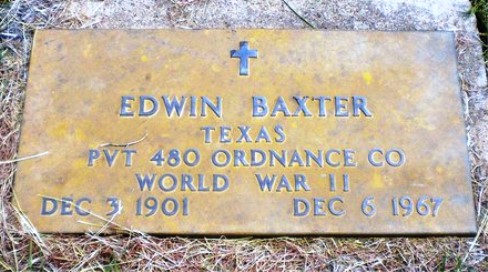 EDWIN BAXTER
TEXAS
PVT 480 ORDNANCE CO
WORLD WAR II
DEC 3 1901 DEC 6 1967